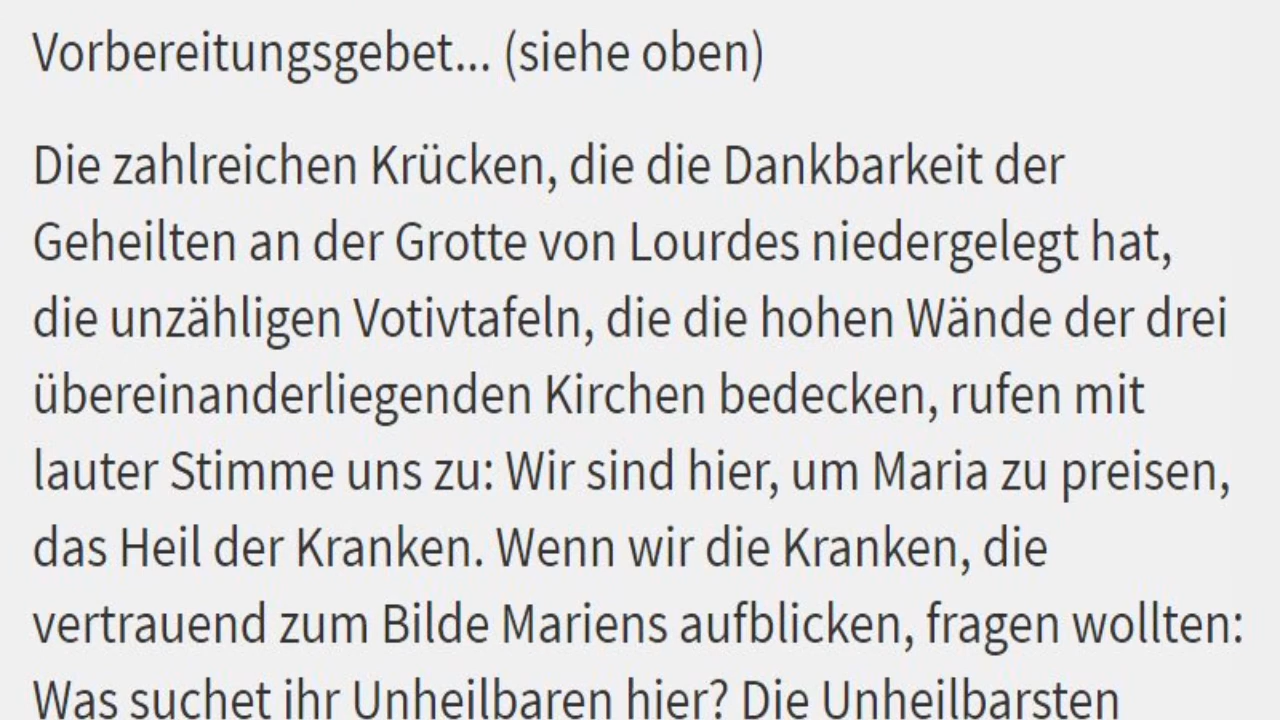 Vorbereitungsgebet... (siehe oben)
Die zahlreichen Krücken, die die Dankbarkeit der
Geheilten an der Grotte von Lourdes niedergelegt hat,
die unzähligen Votivtafeln, die die hohen Wände der drei
übereinanderliegenden Kirchen bedecken, rufen mit
lauter Stimme uns zu: Wir sind hier, um Maria zu preisen,
das Heil der Kranken. Wenn wir die Kranken, die
vertrauend zum Bilde Mariens aufblicken, fragen wollten:
Was suchet ihr Unheilbaren hier? Die Unheilbarsten